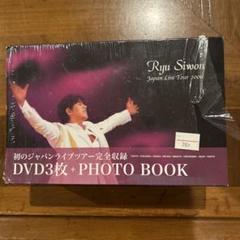 Ryu Siwon
Japan Live Tour 2006
初のジャパンライブツアー完全収録
DVD3枚+PHOTO BOOK